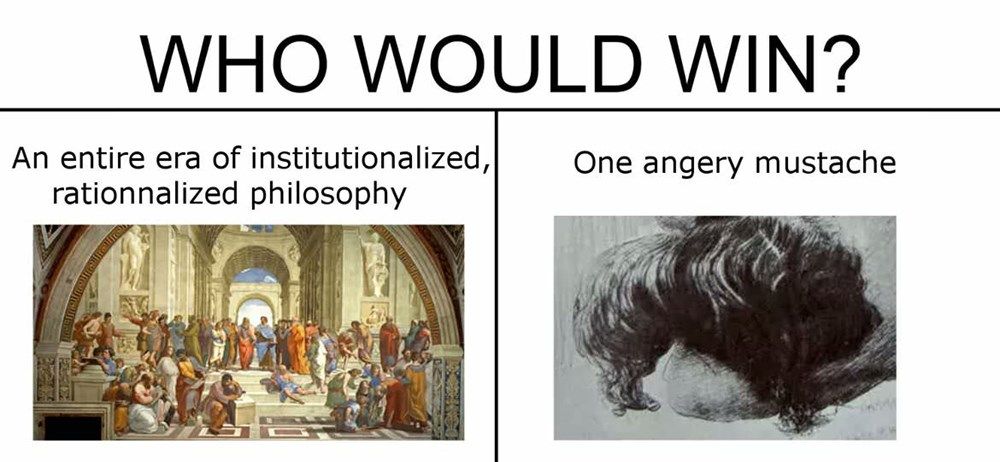 WHO WOULD WIN?
An entire era of institutionalized,
rationnalized philosophy
One angery mustache